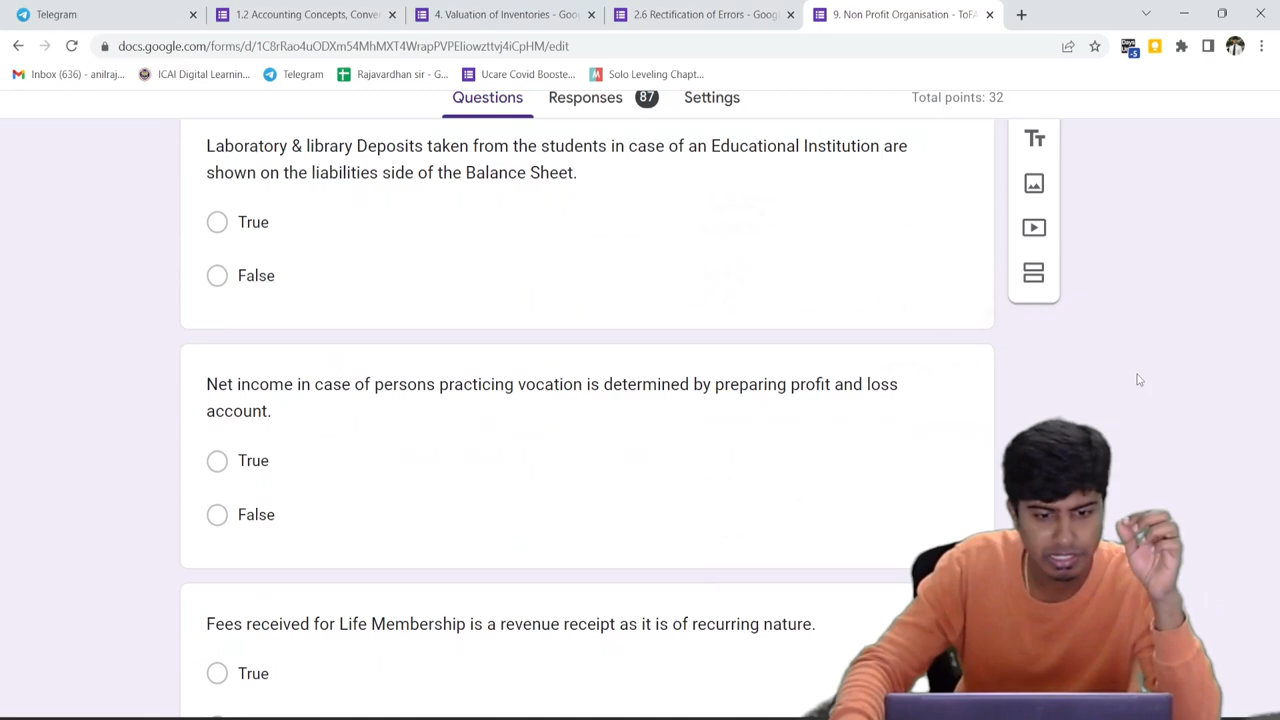 Telegram
1.2 Accounting Concepts, Conver
4. Valuation of Inventories - Goo
2.6 Rectification of Errors - Goog
9. Non Profit Organisation - ToFA
docs.google.com/forms/d/1C8rRao4uODXm54MhMXT4WrmPVPEIiowzttvj4iCpHM/edit
Inbox (636) - anilraj...
ICAI Digital Learnin...
Telegram
Rajavardhan sir - G...
Ucare Covid Booste...
Solo Leveling Chapt...
Questions
Responses 87
Settings
Total points: 32
Laboratory & library Deposits taken from the students in case of an Educational Institution are
shown on the liabilities side of the Balance Sheet.
True
False
Net income in case of persons practicing vocation is determined by preparing profit and loss
account.
True
False
Fees received for Life Membership is a revenue receipt as it is of recurring nature.
True